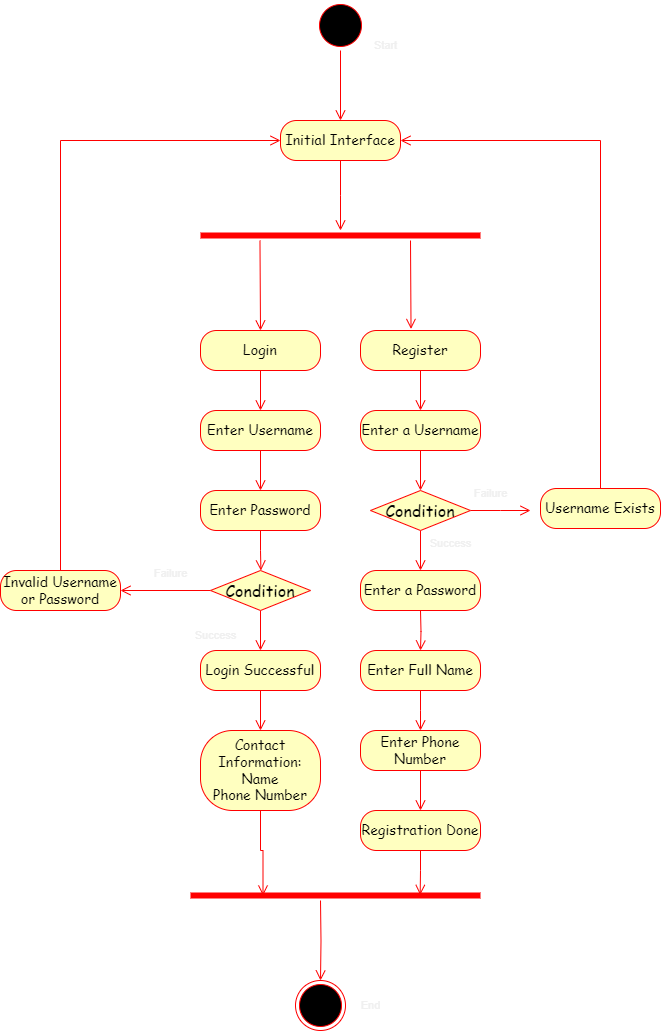 Start
Initial Interface
Login
Register
Enter Username
Enter a Username
Enter Password
Condition
Failure
Username Exists
Success
Invalid Username
or Password
Failure
Condition
Enter a Password
Success
Login Successful
Enter Full Name
Contact
Information:
Name
Phone Number
Enter Phone
Number
Registration Done
End